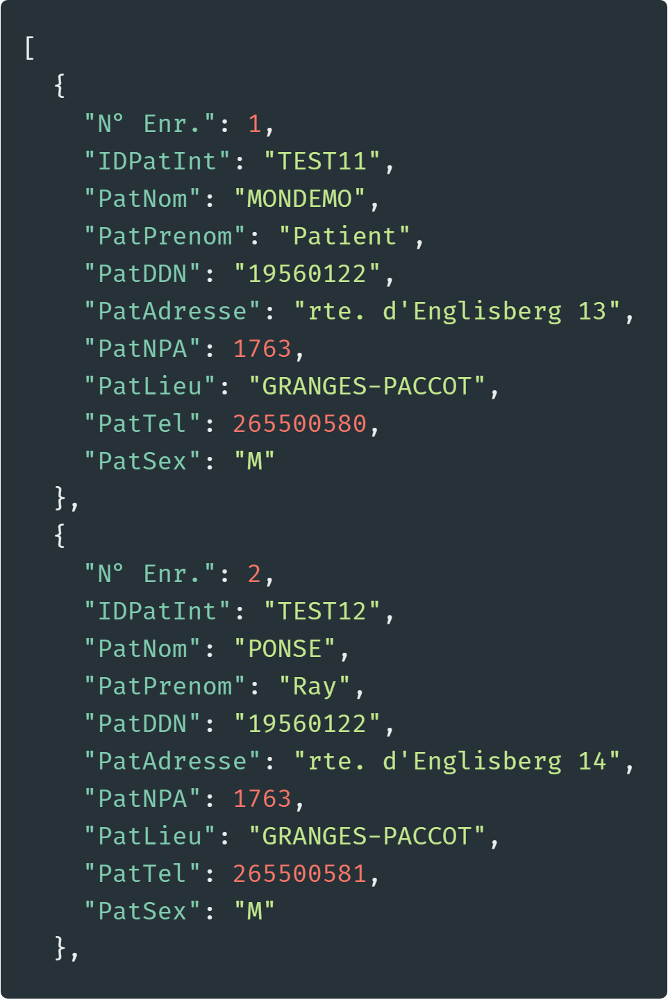 [
  {
    "N° Enr.": 1,
    "IDPatInt": "TEST11",
    "PatNom": "MONDEMO",
    "PatPrenom": "Patient",
    "PatDDN": "19560122",
    "PatAdresse": "rte. d'Englisberg 13",
    "PatNPA": 1763,
    "PatLieu": "GRANGES-PACCOT",
    "PatTel": 265500580,
    "PatSex": "M"
  },
  {
    "N° Enr.": 2,
    "IDPatInt": "TEST12",
    "PatNom": "PONSE",
    "PatPrenom": "Ray",
    "PatDDN": "19560122",
    "PatAdresse": "rte. d'Englisberg 14",
    "PatNPA": 1763,
    "PatLieu": "GRANGES-PACCOT",
    "PatTel": 265500581,
    "PatSex": "M"
  },